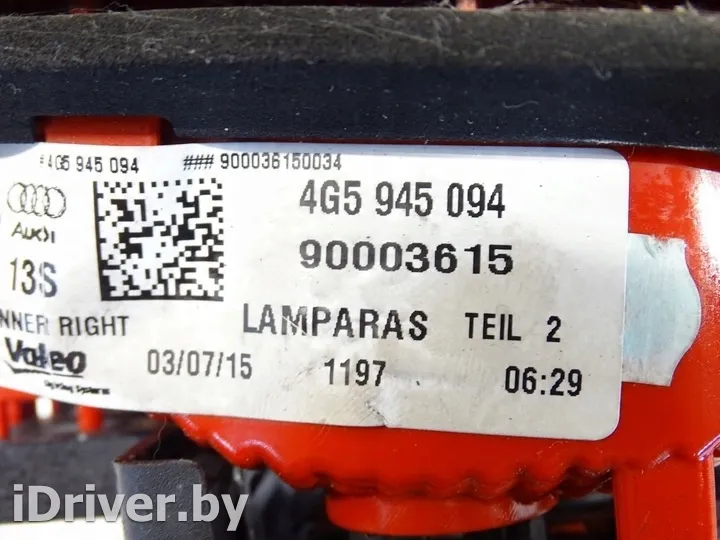 #4G5 945 094 ### 900036150034
Audi
4G5 945 094
13S
90003615
NNER RIGHT LAMPARAS TEIL 2
Valeo
03/07/15 1197 06:29
iDriver.by